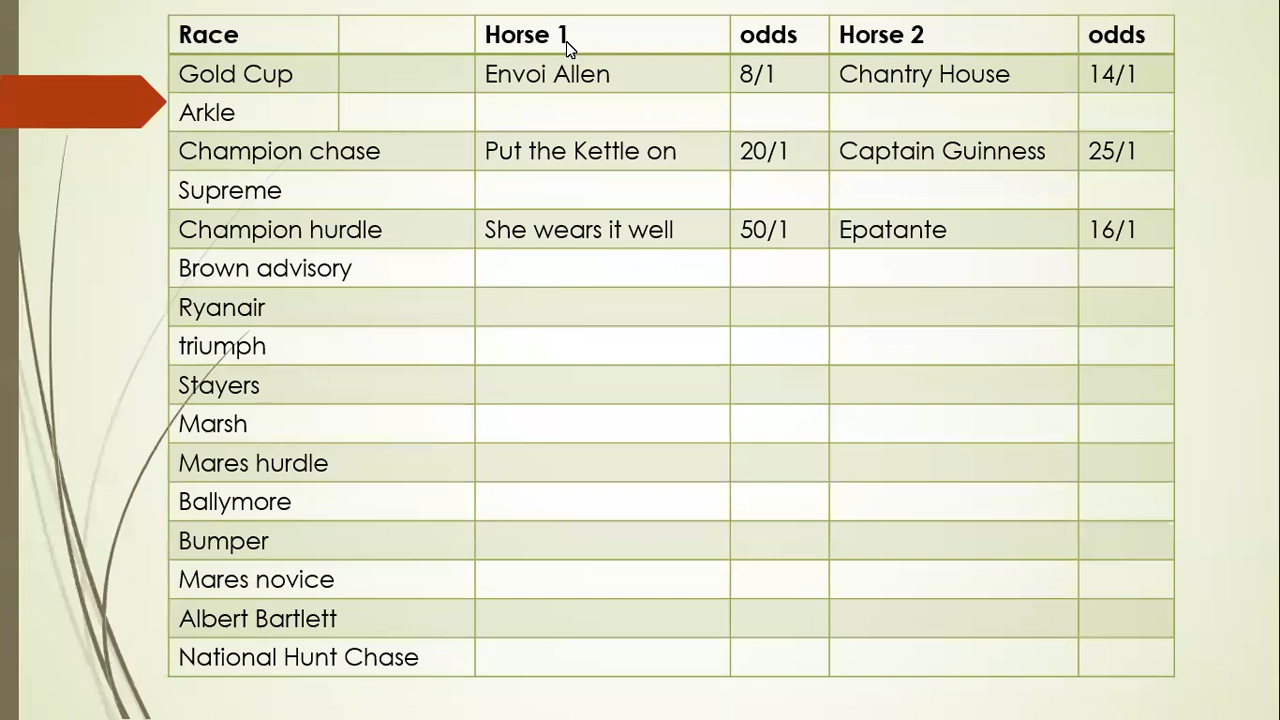 Race Horse 1 odds Horse 2 odds
Gold Cup Envoi Allen 8/1 Chantry House 14/1
Arkle
Champion chase Put the Kettle on 20/1 Captain Guinness 25/1
Supreme
Champion hurdle She wears it well 50/1 Epatante 16/1
Brown advisory
Ryanair
triumph
Stayers
Marsh
Mares hurdle
Ballymore
Bumper
Mares novice
Albert Bartlett
National Hunt Chase